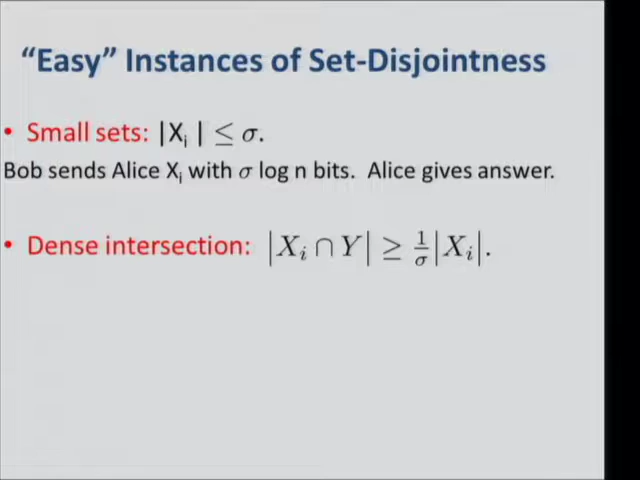 “Easy” Instances of Set-Disjointness
• Small sets: |Xᵢ | ≤ σ.
Bob sends Alice Xᵢ with σ log n bits. Alice gives answer.
• Dense intersection: |Xᵢ ∩ Y| ≥ 1/σ |Xᵢ|.